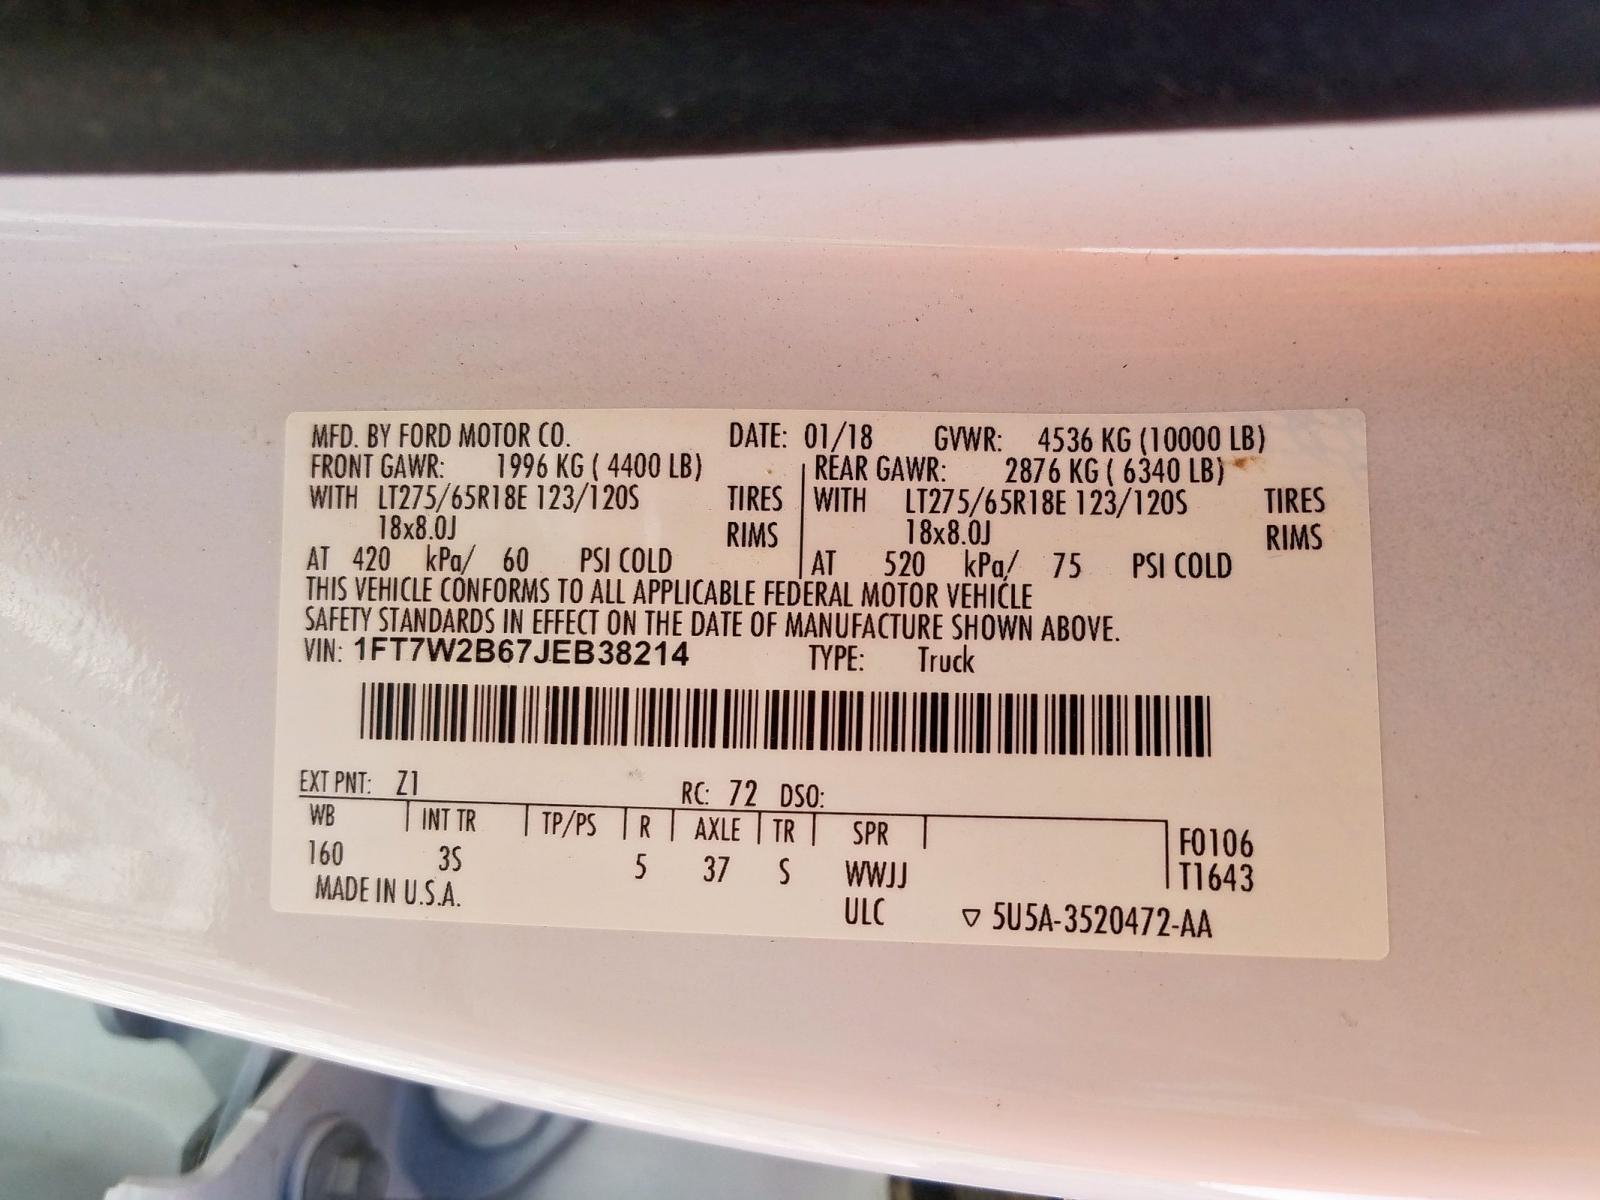 MFD. BY FORD MOTOR CO. DATE: 01/18 GVWR: 4536 KG (10000 LB)
FRONT GAWR: 1996 KG ( 4400 LB) REAR GAWR: 2876 KG ( 6340 LB)
WITH LT275/65R18E 123/120S TIRES WITH LT275/65R18E 123/120S TIRES
18x8.0J RIMS 18x8.0J RIMS
AT 420 kPa/ 60 PSI COLD AT 520 kPa/ 75 PSI COLD
THIS VEHICLE CONFORMS TO ALL APPLICABLE FEDERAL MOTOR VEHICLE
SAFETY STANDARDS IN EFFECT ON THE DATE OF MANUFACTURE SHOWN ABOVE.
VIN: 1FT7W2B67JEB38214 TYPE: Truck
EXT PNT: Z1 RC: 72 DSO:
WB INT TR TP/PS R AXLE TR SPR F0106
160 3S 5 37 S WWJJ T1643
MADE IN U.S.A. ULC ▽ 5U5A-3520472-AA